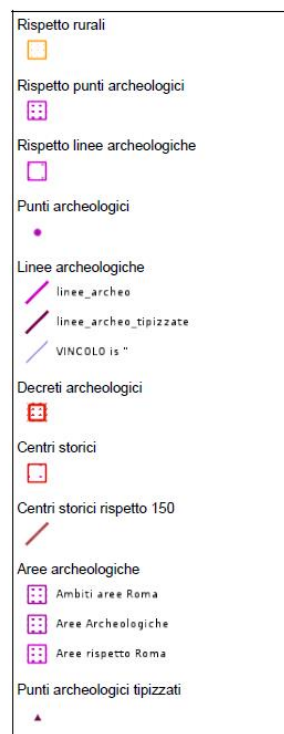 Rispetto rurali
Rispetto punti archeologici
Rispetto linee archeologiche
Punti archeologici
Linee archeologiche
linee_archeo
linee_archeo_tipizzate
VINCOLO is "
Decreti archeologici
Centri storici
Centri storici rispetto 150
Aree archeologiche
Ambiti aree Roma
Aree Archeologiche
Aree rispetto Roma
Punti archeologici tipizzati